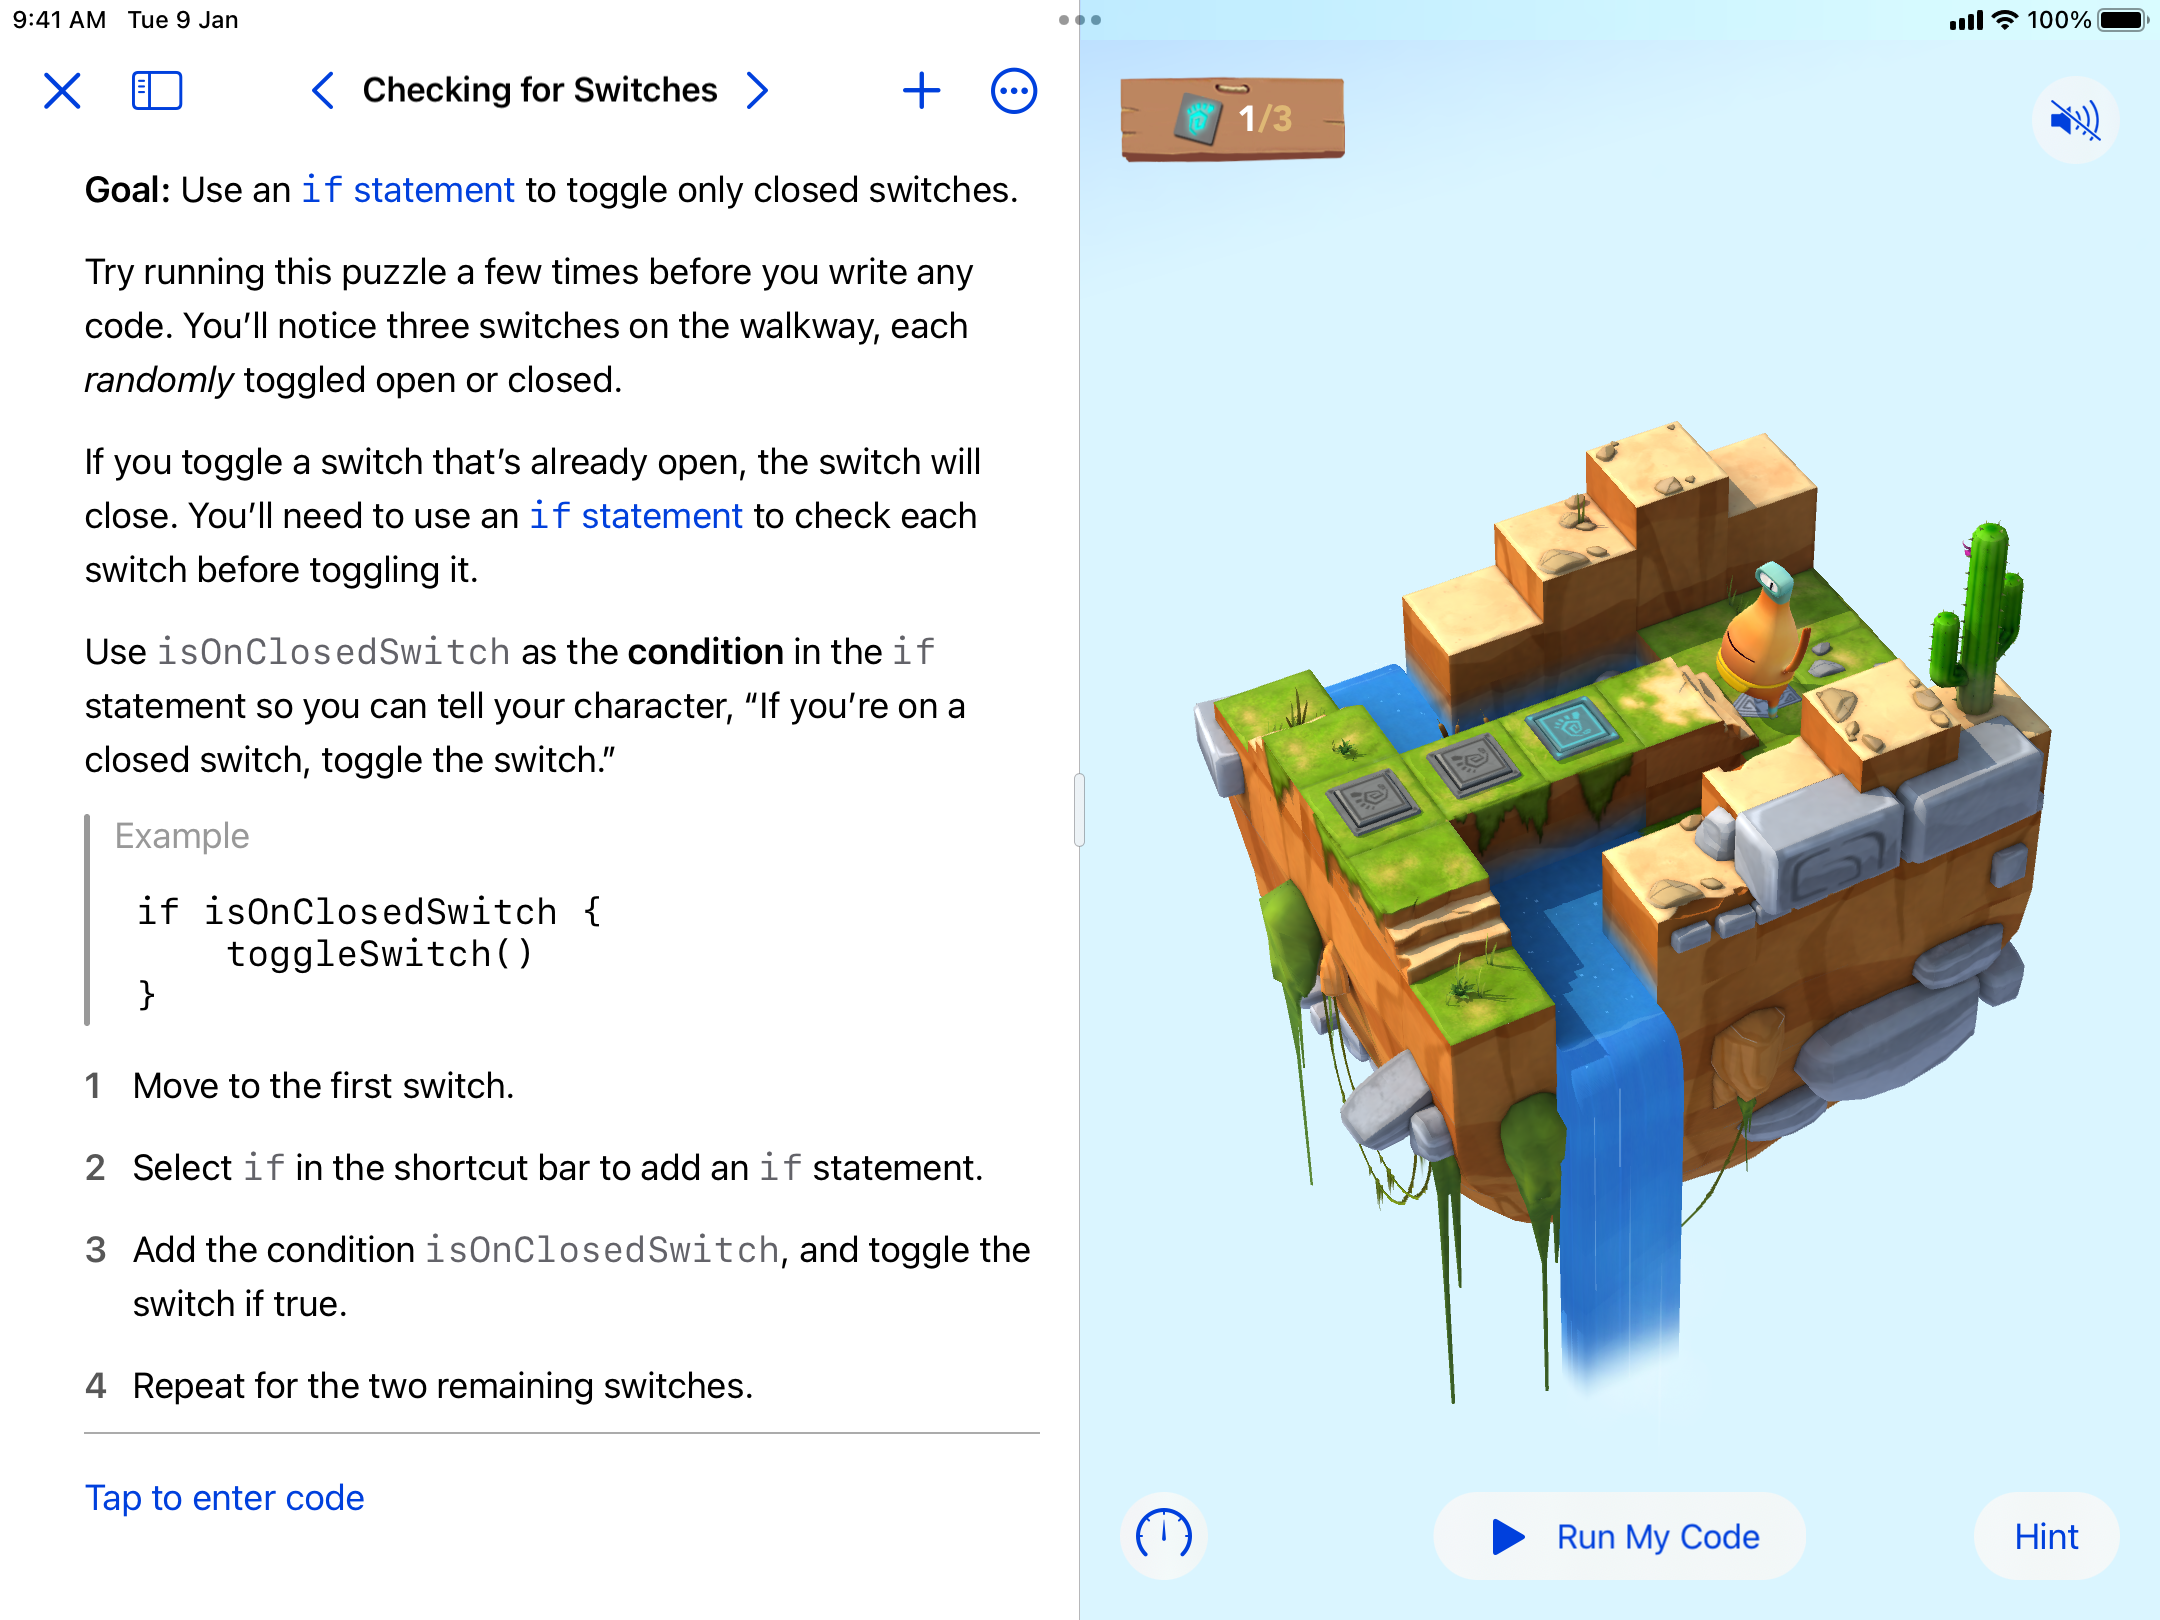 9:41 AM Tue 9 Jan
100%
Checking for Switches
Goal: Use an if statement to toggle only closed switches.
Try running this puzzle a few times before you write any
code. You’ll notice three switches on the walkway, each
randomly toggled open or closed.
If you toggle a switch that’s already open, the switch will
close. You’ll need to use an if statement to check each
switch before toggling it.
Use isOnClosedSwitch as the condition in the if
statement so you can tell your character, “If you’re on a
closed switch, toggle the switch.”
Example
if isOnClosedSwitch {
toggleSwitch()
}
1 Move to the first switch.
2 Select if in the shortcut bar to add an if statement.
3 Add the condition isOnClosedSwitch, and toggle the
switch if true.
4 Repeat for the two remaining switches.
Tap to enter code
1/3
Run My Code
Hint